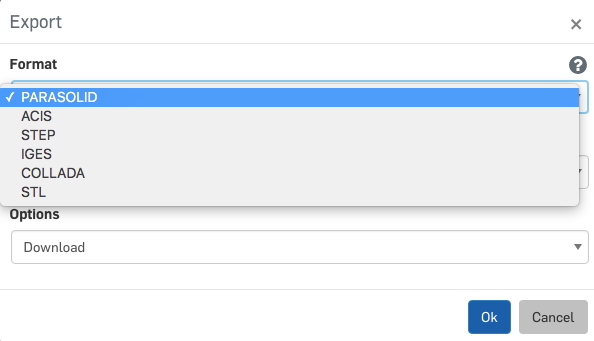 Export
×
Format
?
✓ PARASOLID
ACIS
STEP
IGES
COLLADA
STL
Options
Download
Ok Cancel